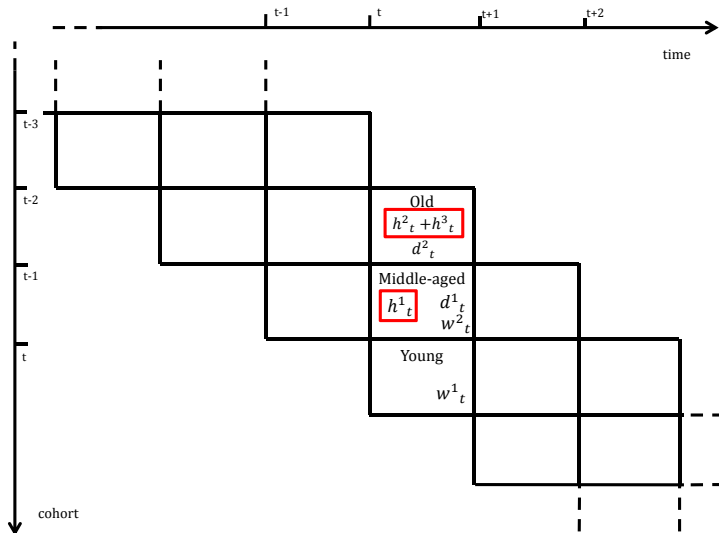 t-1 t t+1 t+2
time
t-3
t-2
Old
h²ₜ +h³ₜ
d²ₜ
t-1
Middle-aged
h¹ₜ d¹ₜ
w²ₜ
t
Young
w¹ₜ
cohort